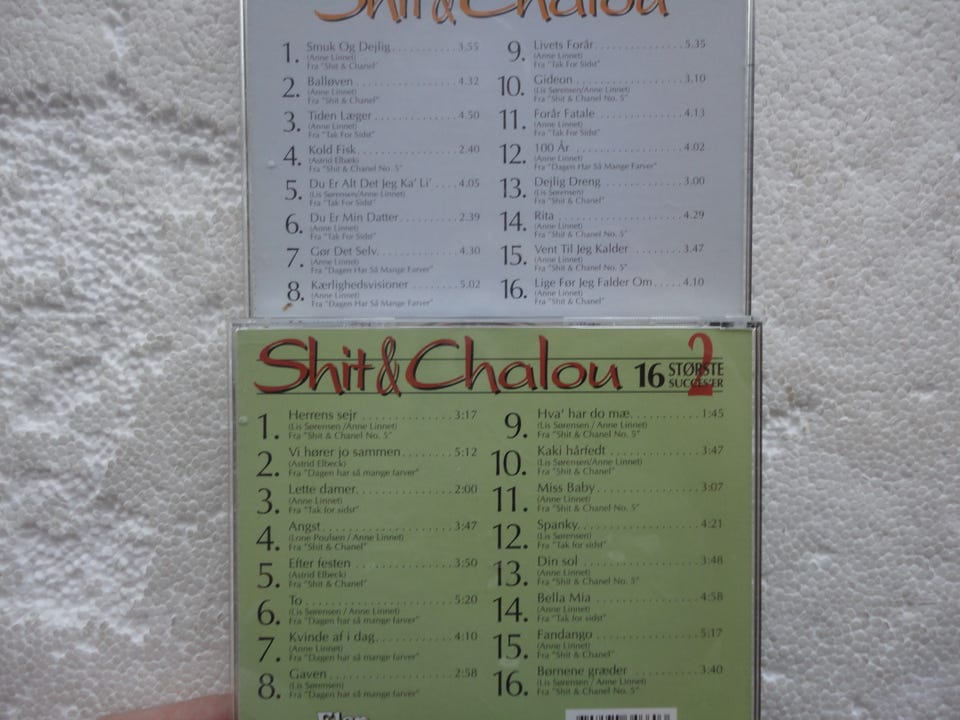 Shit & Chalou
1. Smuk Og Dejlig 3.55
(Anne Linnet)
Fra "Shit & Chanel"
2. Balløven 4.32
(Anne Linnet)
Fra "Shit & Chanel"
3. Tiden Læger 4.50
(Anne Linnet)
Fra "Tak For Sidst"
4. Kold Fisk 2.40
(Astrid Elbæk)
Fra "Shit & Chanel No. 5"
5. Du Er Alt Det Jeg Ka' Li' 4.05
(Lis Sørensen/Anne Linnet)
Fra "Tak For Sidst"
6. Du Er Min Datter 2.39
(Anne Linnet)
Fra "Tak For Sidst"
7. Gør Det Selv 4.30
(Anne Linnet)
Fra "Dagen Har Så Mange Farver"
8. Kærlighedsvisioner 5.02
(Anne Linnet)
Fra "Dagen Har Så Mange Farver"
9. Livets Forår 5.35
(Anne Linnet)
Fra "Tak For Sidst"
10. Gideon 3.10
(Lis Sørensen/Anne Linnet)
Fra "Shit & Chanel No. 5"
11. Forår Fatale 4.13
(Anne Linnet)
Fra "Tak For Sidst"
12. 100 År 4.02
(Anne Linnet)
Fra "Dagen Har Så Mange Farver"
13. Dejlig Dreng 3.00
(Lis Sørensen)
Fra "Shit & Chanel"
14. Rita 4.29
(Anne Linnet)
Fra "Shit & Chanel No. 5"
15. Vent Til Jeg Kalder 3.47
(Anne Linnet)
Fra "Shit & Chanel No. 5"
16. Lige Før Jeg Falder Om 4.10
(Anne Linnet)
Fra "Shit & Chanel"
Shit & Chalou 16 STØRSTE SUCCES'ER 2
1. Herrens sejr 3:17
(Lis Sørensen /Anne Linnet)
Fra "Shit & Chanel No. 5"
2. Vi hører jo sammen 5:12
(Astrid Elbeck)
Fra "Dagen har så mange farver"
3. Lette damer 2:00
(Anne Linnet)
Fra "Tak for sidst"
4. Angst 3:47
(Lone Poulsen / Anne Linnet)
Fra "Shit & Chanel"
5. Efter festen 3:50
(Astrid Elbeck)
Fra "Shit & Chanel"
6. To 5:20
(Lis Sørensen / Anne Linnet)
Fra "Dagen har så mange farver"
7. Kvinde af i dag 4:10
(Anne Linnet)
Fra "Dagen har så mange farver"
8. Gaven 2:58
(Lis Sørensen)
Fra "Dagen har så mange farver"
9. Hva' har do mæ 1:45
(Lis Sørensen / Anne Linnet)
Fra "Shit & Chanel No. 5"
10. Kaki hårfedt 3:47
(Lis Sørensen/Anne Linnet)
Fra "Shit & Chanel"
11. Miss Baby 3:07
(Anne Linnet)
Fra "Shit & Chanel No. 5"
12. Spanky 4:21
(Lis Sørensen)
Fra "Tak for sidst"
13. Din sol 3:48
(Anne Linnet)
Fra "Shit & Chanel No. 5"
14. Bella Mia 4:58
(Anne Linnet)
Fra "Tak for sidst"
15. Fandango 5:17
(Anne Linnet)
Fra "Shit & Chanel"
16. Børnene græder 3:40
(Lis Sørensen / Anne Linnet)
Fra "Shit & Chanel No. 5"